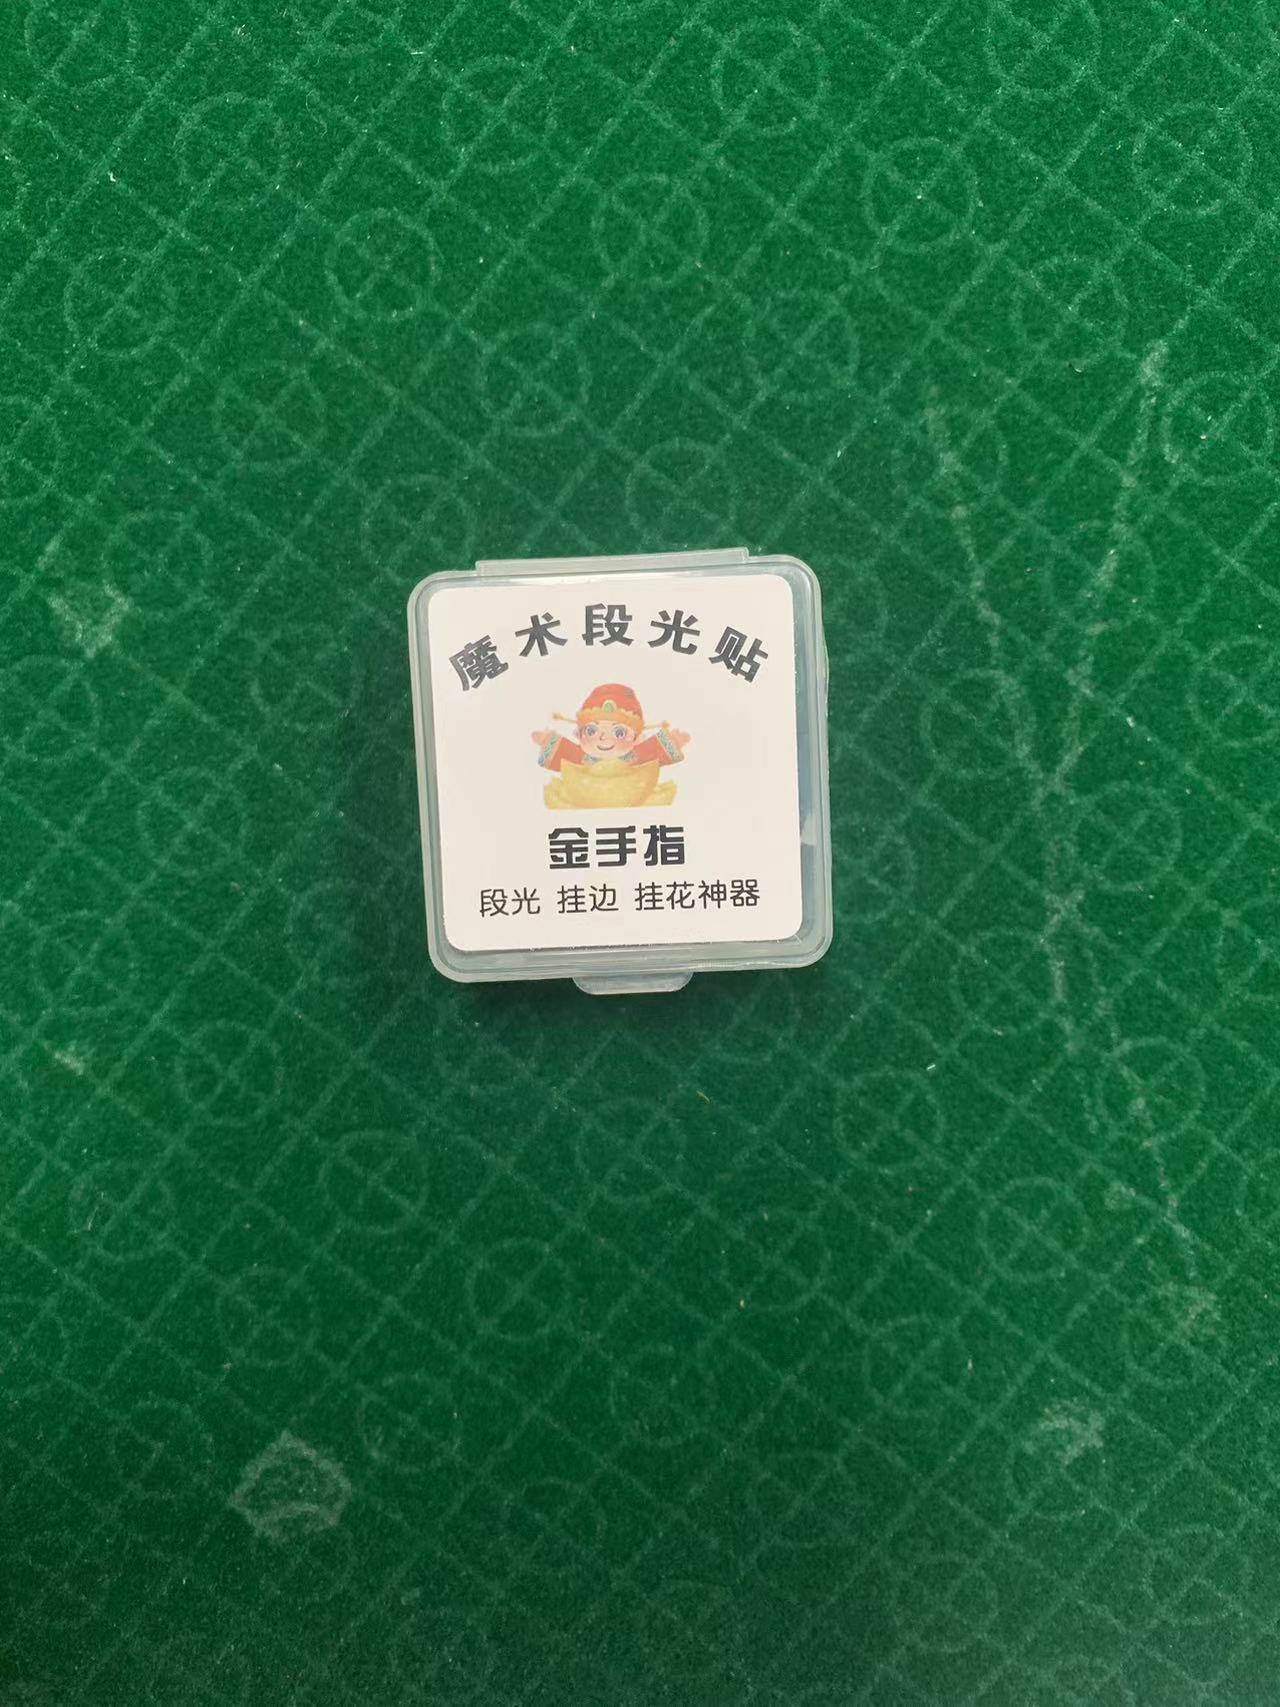 魔术段光贴
金手指
段光 挂边 挂花神器